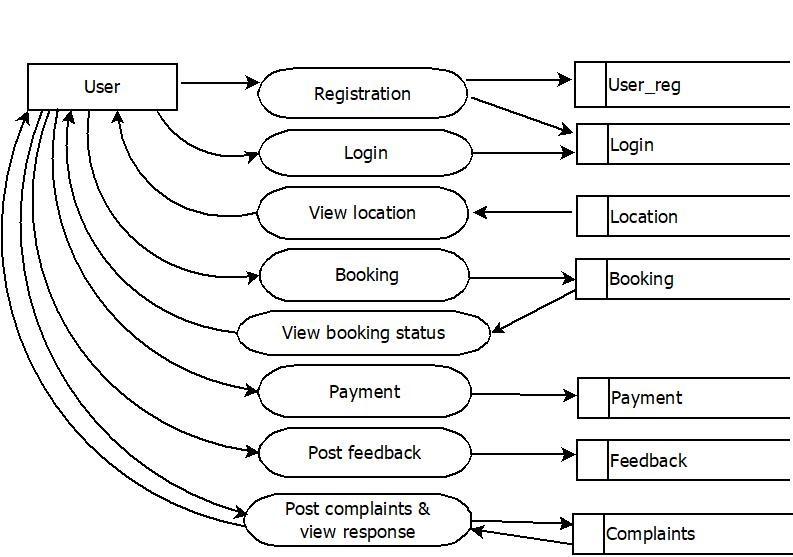 User
Registration
User_reg
Login
Login
View location
Location
Booking
Booking
View booking status
Payment
Payment
Post feedback
Feedback
Post complaints &
view response
Complaints